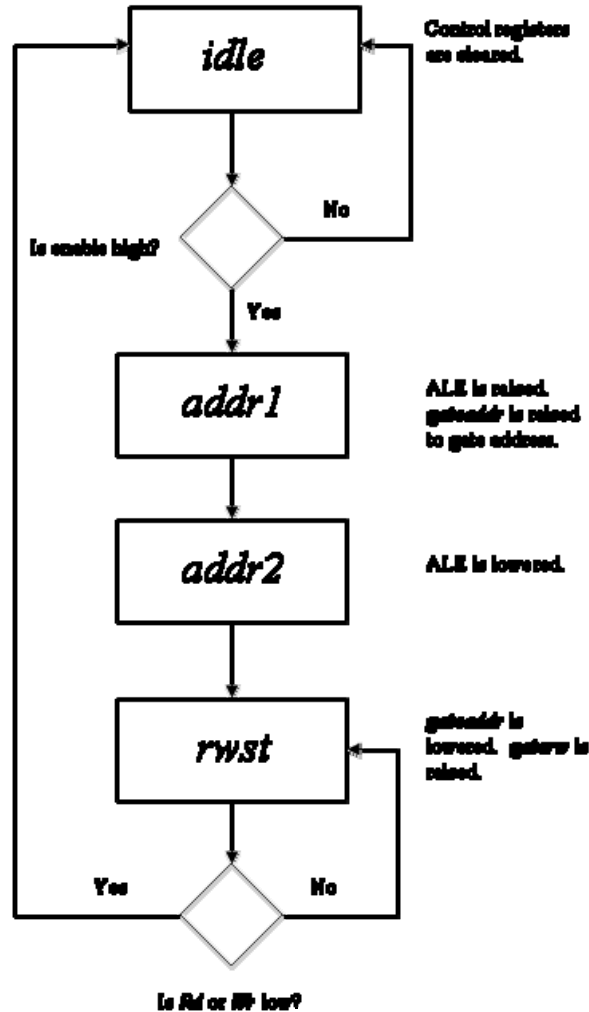 idle
Control registers
are cleared.
No
Is enable high?
Yes
addr1
ALE is raised.
gateaddr is raised
to gate address.
addr2
ALE is lowered.
rwst
gateaddr is
lowered. gaterw is
raised.
Yes
No
Is Rd or Wr low?